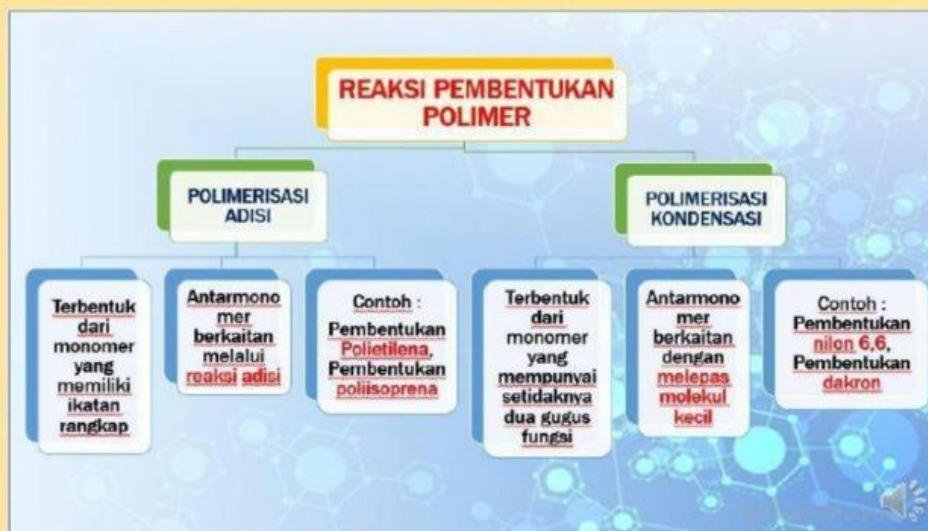 REAKSI PEMBENTUKAN
POLIMER
POLIMERISASI
ADISI
Terbentuk
dari
monomer
yang
memiliki
ikatan
rangkap
Antarmono
mer
berkaitan
melalui
reaksi adisi
Contoh :
Pembentukan
Polietilena,
Pembentukan
poliisoprena
POLIMERISASI
KONDENSASI
Terbentuk
dari
monomer
yang
mempunyai
setidaknya
dua gugus
fungsi
Antarmono
mer
berkaitan
dengan
melepas
molekul
kecil
Contoh :
Pembentukan
nilon 6,6,
Pembentukan
dakron